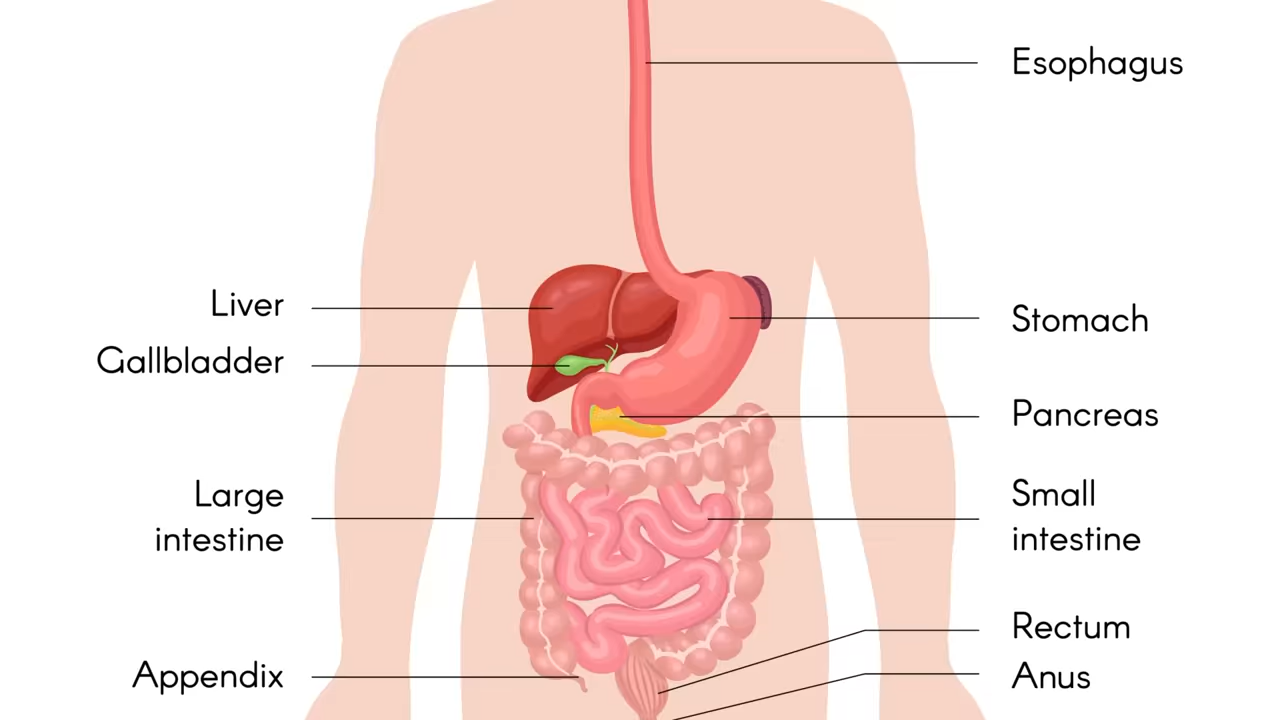 Esophagus
Liver
Gallbladder
Stomach
Pancreas
Large
intestine
Small
intestine
Rectum
Appendix
Anus